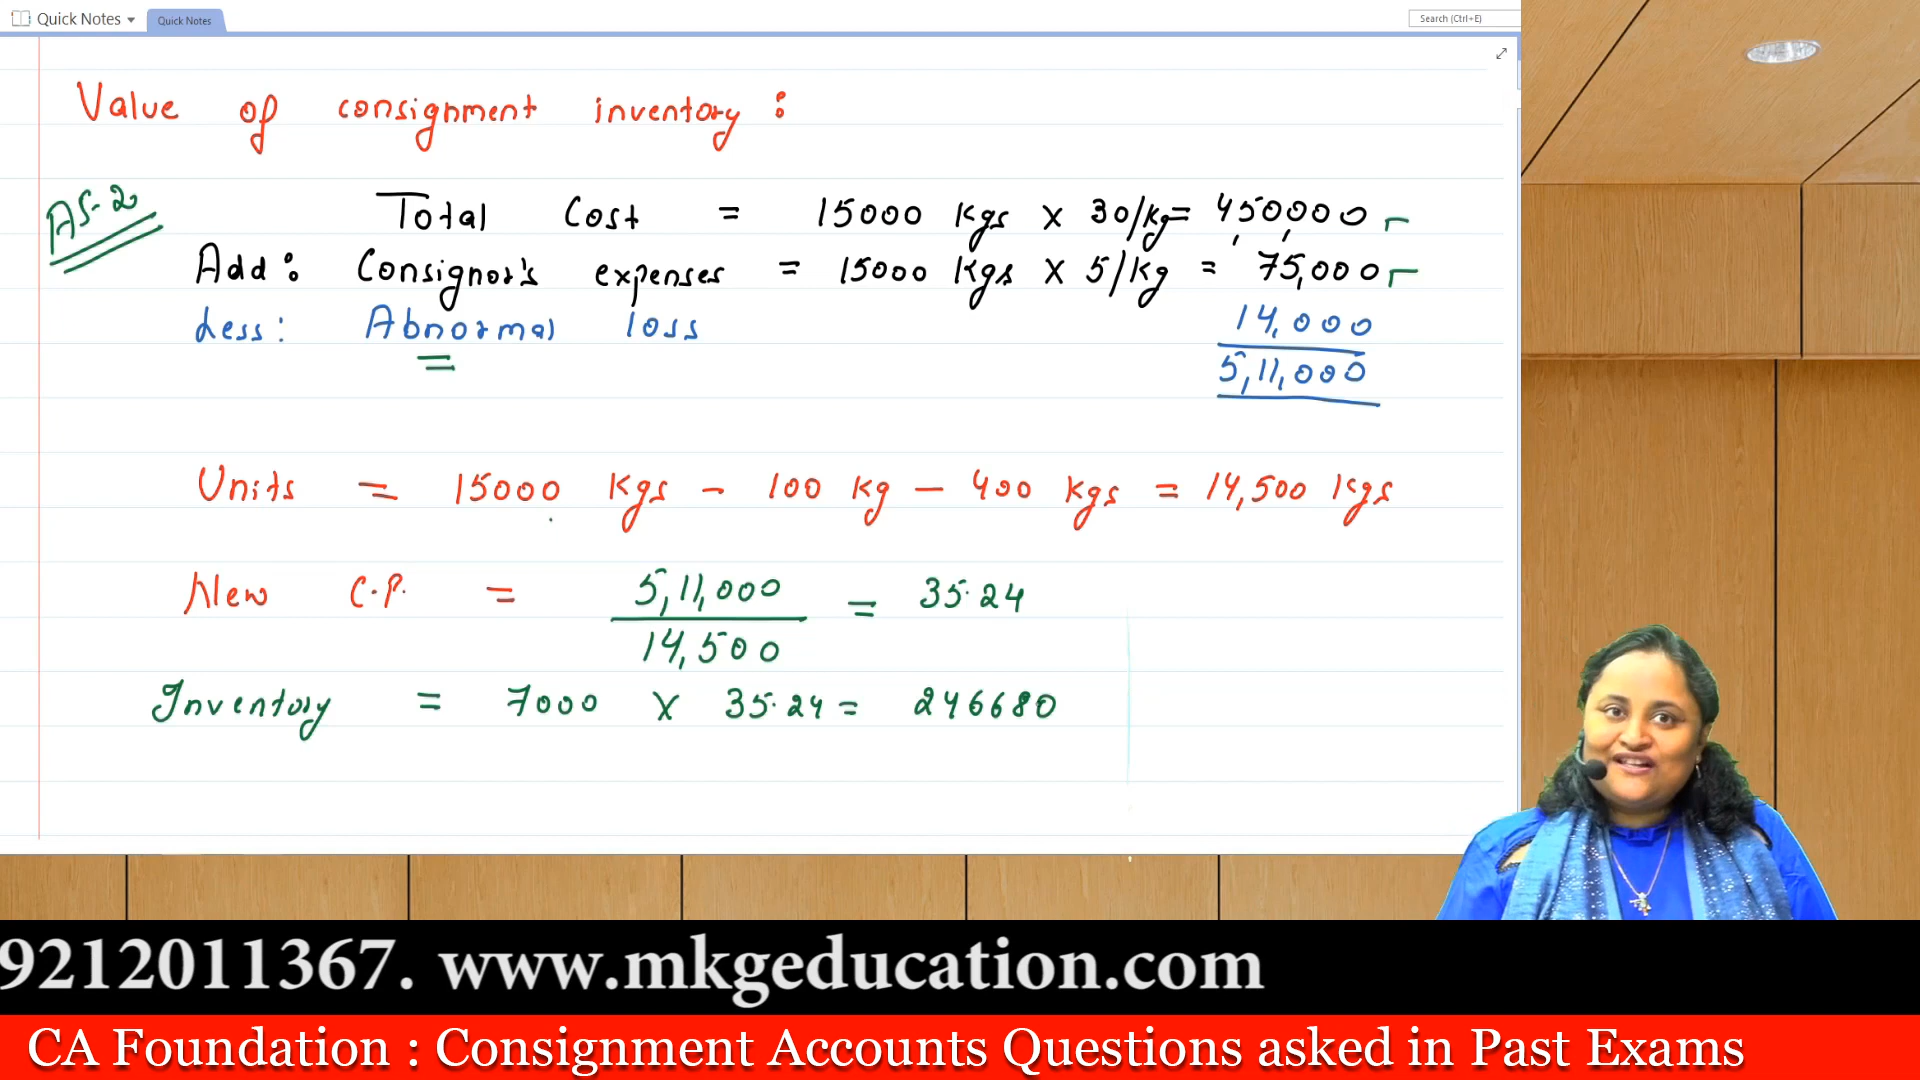 Quick Notes
Quick Notes
Search (Ctrl+E)
Value of consignment inventory :
AS-2
Total Cost = 15000 Kgs x 30/kg = 4,50,000
Add: Consignor's expenses = 15000 Kgs x 5/kg = 75,000
Less: Abnormal loss 14,000
5,11,000
Units = 15000 Kgs - 100 kg - 400 kgs = 14,500 Kgs
New C.P. = 5,11,000 / 14,500 = 35.24
Inventory = 7000 x 35.24 = 246680
9212011367. www.mkgeducation.com
CA Foundation : Consignment Accounts Questions asked in Past Exams